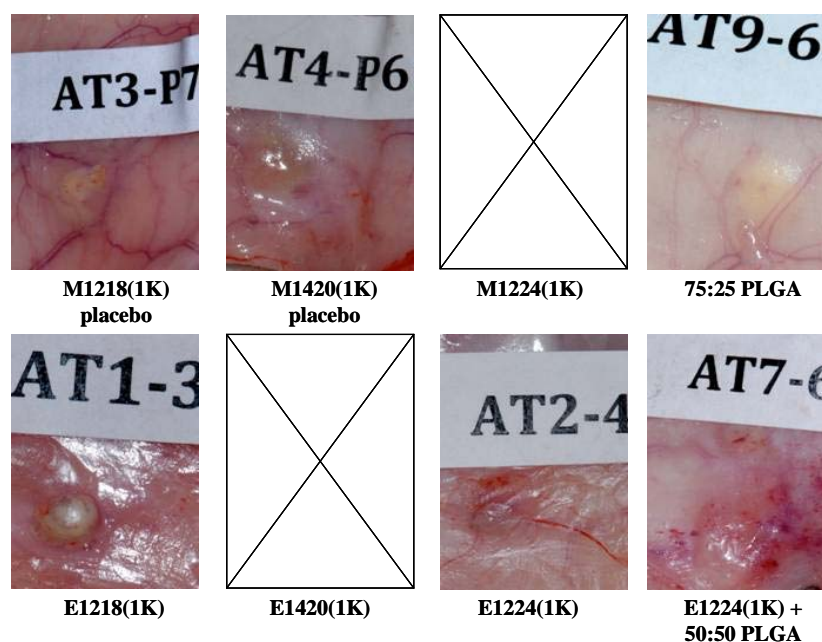 AT3-P7
AT4-P6
AT9-6
M1218(1K)
placebo
M1420(1K)
placebo
M1224(1K)
75:25 PLGA
AT1-3
AT2-4
AT7-6
E1218(1K)
E1420(1K)
E1224(1K)
E1224(1K) +
50:50 PLGA